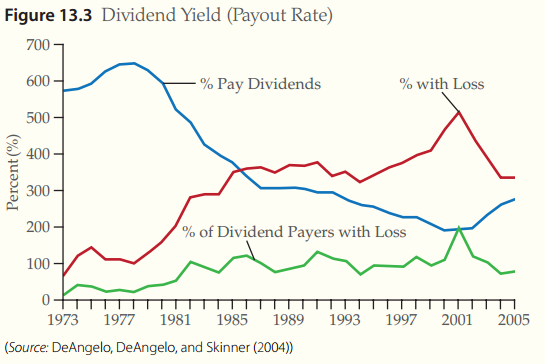 Figure 13.3 Dividend Yield (Payout Rate)
700
600
500
400
300
200
100
0
Percent (%)
% Pay Dividends
% with Loss
% of Dividend Payers with Loss
1973 1977 1981 1985 1989 1993 1997 2001 2005
(Source: DeAngelo, DeAngelo, and Skinner (2004))